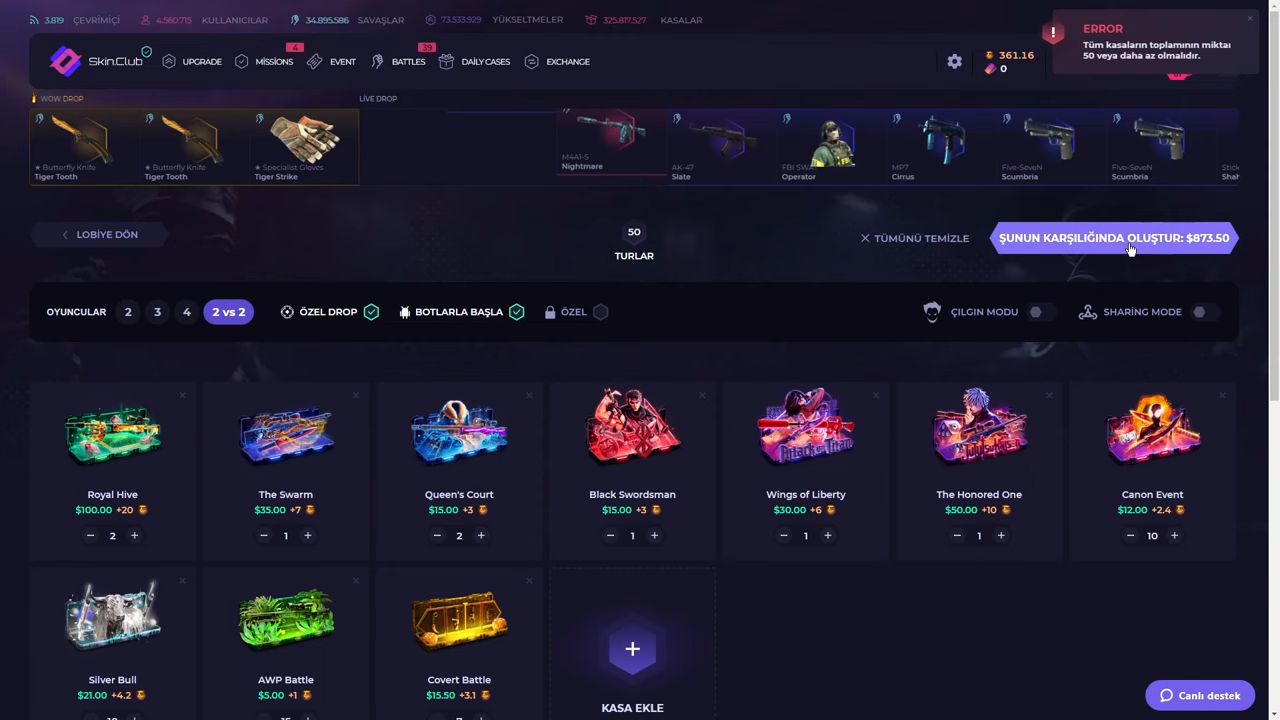 3.819 ÇEVRİMİÇİ 4.560.715 KULLANICILAR 34.895.586 SAVAŞLAR 73.533.929 YÜKSELTMELER 325.817.527 KASALAR
ERROR
Tüm kasaların toplamının miktarı
50 veya daha az olmalıdır.
Skin.Club UPGRADE 4 MISSIONS EVENT 39 BATTLES DAILY CASES EXCHANGE
361.16
0
WOW DROP LİVE DROP
★ Butterfly Knife
Tiger Tooth
★ Butterfly Knife
Tiger Tooth
★ Specialist Gloves
Tiger Strike
M4A1-S
Nightmare
AK-47
Slate
FBI SWAT
Operator
MP7
Cirrus
Five-SeveN
Scumbria
Five-SeveN
Scumbria
LOBİYE DÖN
50
TURLAR
TÜMÜNÜ TEMİZLE
ŞUNUN KARŞILIĞINDA OLUŞTUR: $873.50
OYUNCULAR 2 3 4 2 vs 2 ÖZEL DROP BOTLARLA BAŞLA ÖZEL ÇILGIN MODU SHARİNG MODE
Royal Hive
$100.00 +20
2
The Swarm
$35.00 +7
1
Queen's Court
$15.00 +3
2
Black Swordsman
$15.00 +3
1
Wings of Liberty
$30.00 +6
1
The Honored One
$50.00 +10
1
Canon Event
$12.00 +2.4
10
Silver Bull
$21.00 +4.2
AWP Battle
$5.00 +1
Covert Battle
$15.50 +3.1
KASA EKLE
Canlı destek